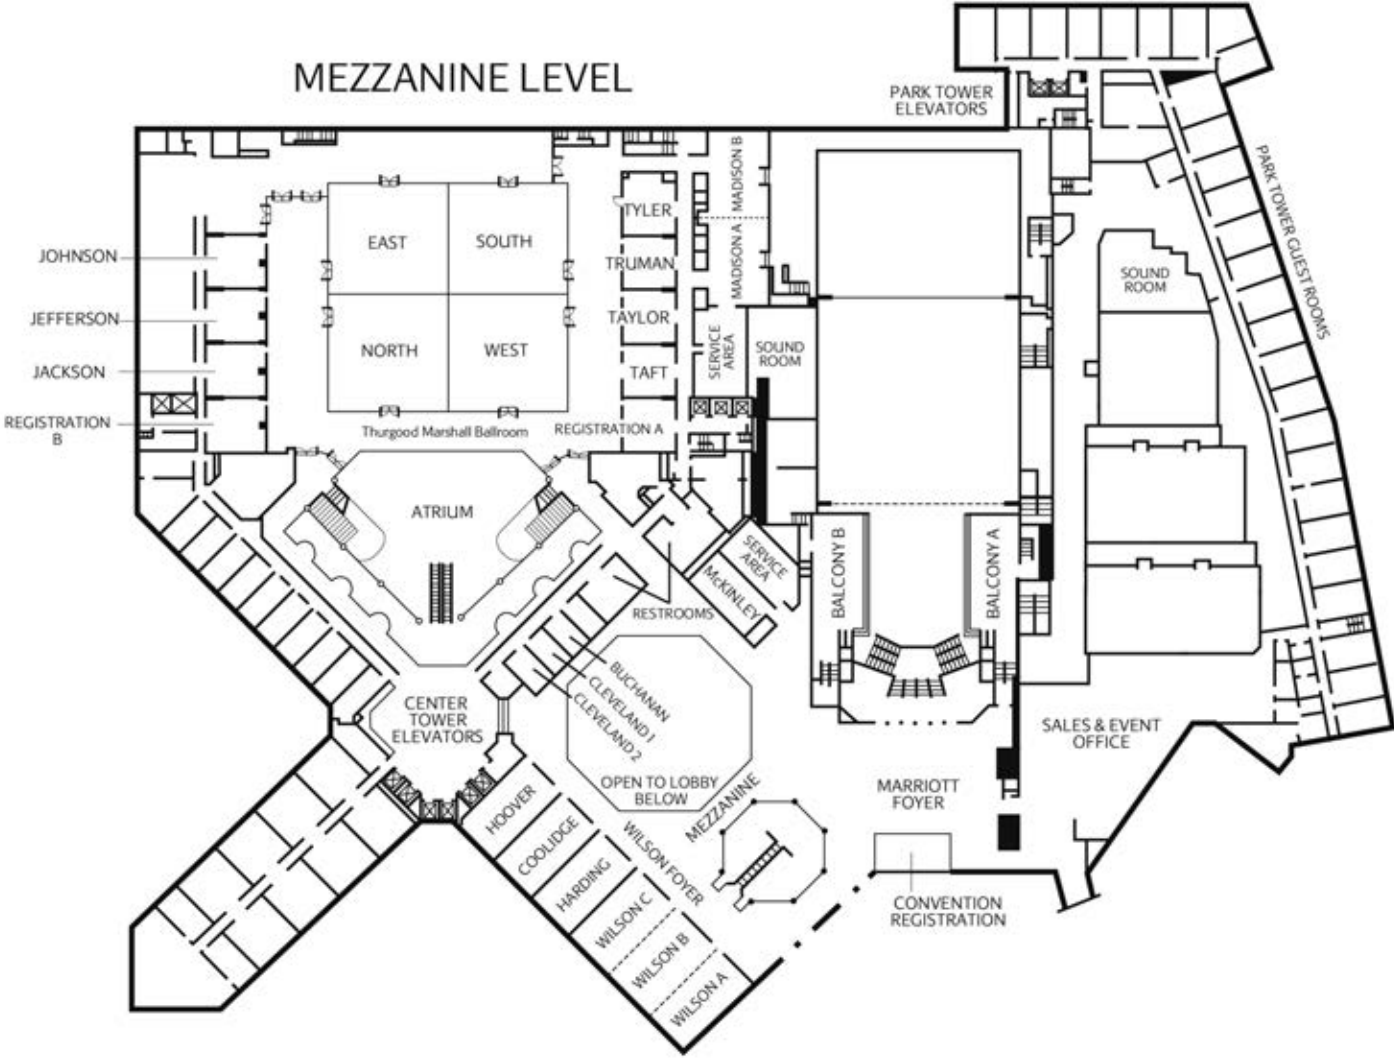 MEZZANINE LEVEL
PARK TOWER
ELEVATORS
PARK TOWER GUEST ROOMS
MADISON B
MADISON A
TYLER
TRUMAN
TAYLOR
TAFT
EAST
SOUTH
NORTH
WEST
JOHNSON
JEFFERSON
JACKSON
REGISTRATION
B
Thurgood Marshall Ballroom
REGISTRATION A
SERVICE
AREA
SOUND
ROOM
SOUND
ROOM
ATRIUM
SERVICE
AREA
McKINLEY
RESTROOMS
BALCONY B
BALCONY A
BUCHANAN
CLEVELAND 1
CLEVELAND 2
CENTER
TOWER
ELEVATORS
OPEN TO LOBBY
BELOW
MEZZANINE
SALES & EVENT
OFFICE
MARRIOTT
FOYER
HOOVER
COOLIDGE
HARDING
WILSON C
WILSON B
WILSON A
WILSON FOYER
CONVENTION
REGISTRATION